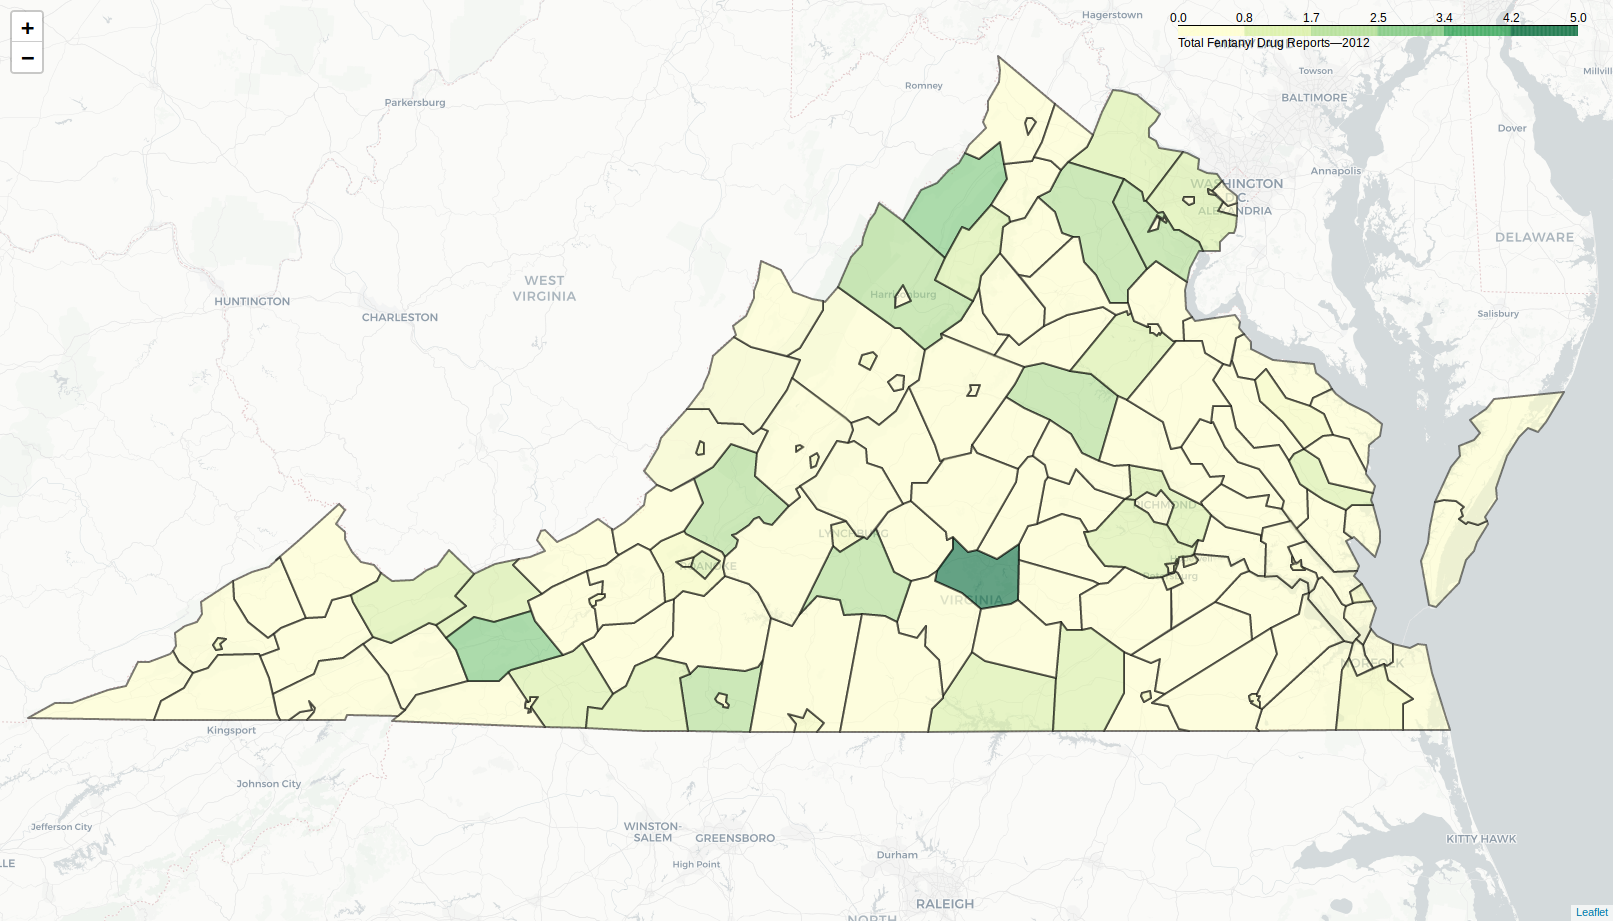 +
−
0.0 0.8 1.7 2.5 3.4 4.2 5.0
Total Fentanyl Drug Reports—2012
Hagerstown
Towson
Millvill
Romney
BALTIMORE
Parkersburg
Dover
Annapolis
WASHINGTON
D.C.
ALEXANDRIA
DELAWARE
WEST
VIRGINIA
HUNTINGTON
Harrisonburg
CHARLESTON
Salisbury
RICHMOND
LYNCHBURG
ROANOKE
Petersburg
VIRGINIA
NORFOLK
Kingsport
Johnson City
Jefferson City
LLE
WINSTON-
SALEM
GREENSBORO
High Point
Durham
KITTY HAWK
RALEIGH
NORTH
Leaflet